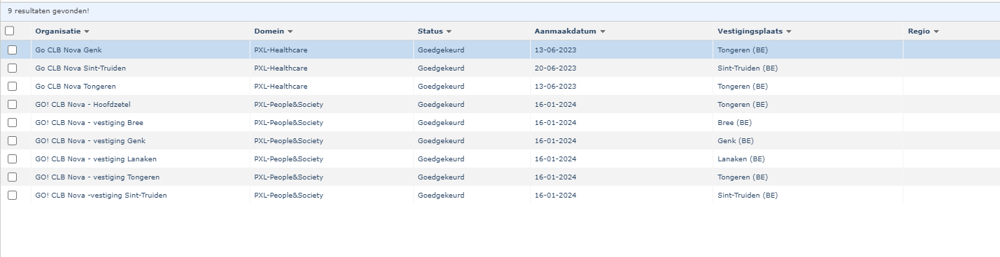 9 resultaten gevonden!
Organisatie Domein Status Aanmaakdatum Vestigingsplaats Regio
Go CLB Nova Genk PXL-Healthcare Goedgekeurd 13-06-2023 Tongeren (BE)
Go CLB Nova Sint-Truiden PXL-Healthcare Goedgekeurd 20-06-2023 Sint-Truiden (BE)
Go CLB Nova Tongeren PXL-Healthcare Goedgekeurd 13-06-2023 Tongeren (BE)
GO! CLB Nova - Hoofdzetel PXL-People&Society Goedgekeurd 16-01-2024 Tongeren (BE)
GO! CLB Nova - vestiging Bree PXL-People&Society Goedgekeurd 16-01-2024 Bree (BE)
GO! CLB Nova - vestiging Genk PXL-People&Society Goedgekeurd 16-01-2024 Genk (BE)
GO! CLB Nova - vestiging Lanaken PXL-People&Society Goedgekeurd 16-01-2024 Lanaken (BE)
GO! CLB Nova - vestiging Tongeren PXL-People&Society Goedgekeurd 16-01-2024 Tongeren (BE)
GO! CLB Nova -vestiging Sint-Truiden PXL-People&Society Goedgekeurd 16-01-2024 Sint-Truiden (BE)